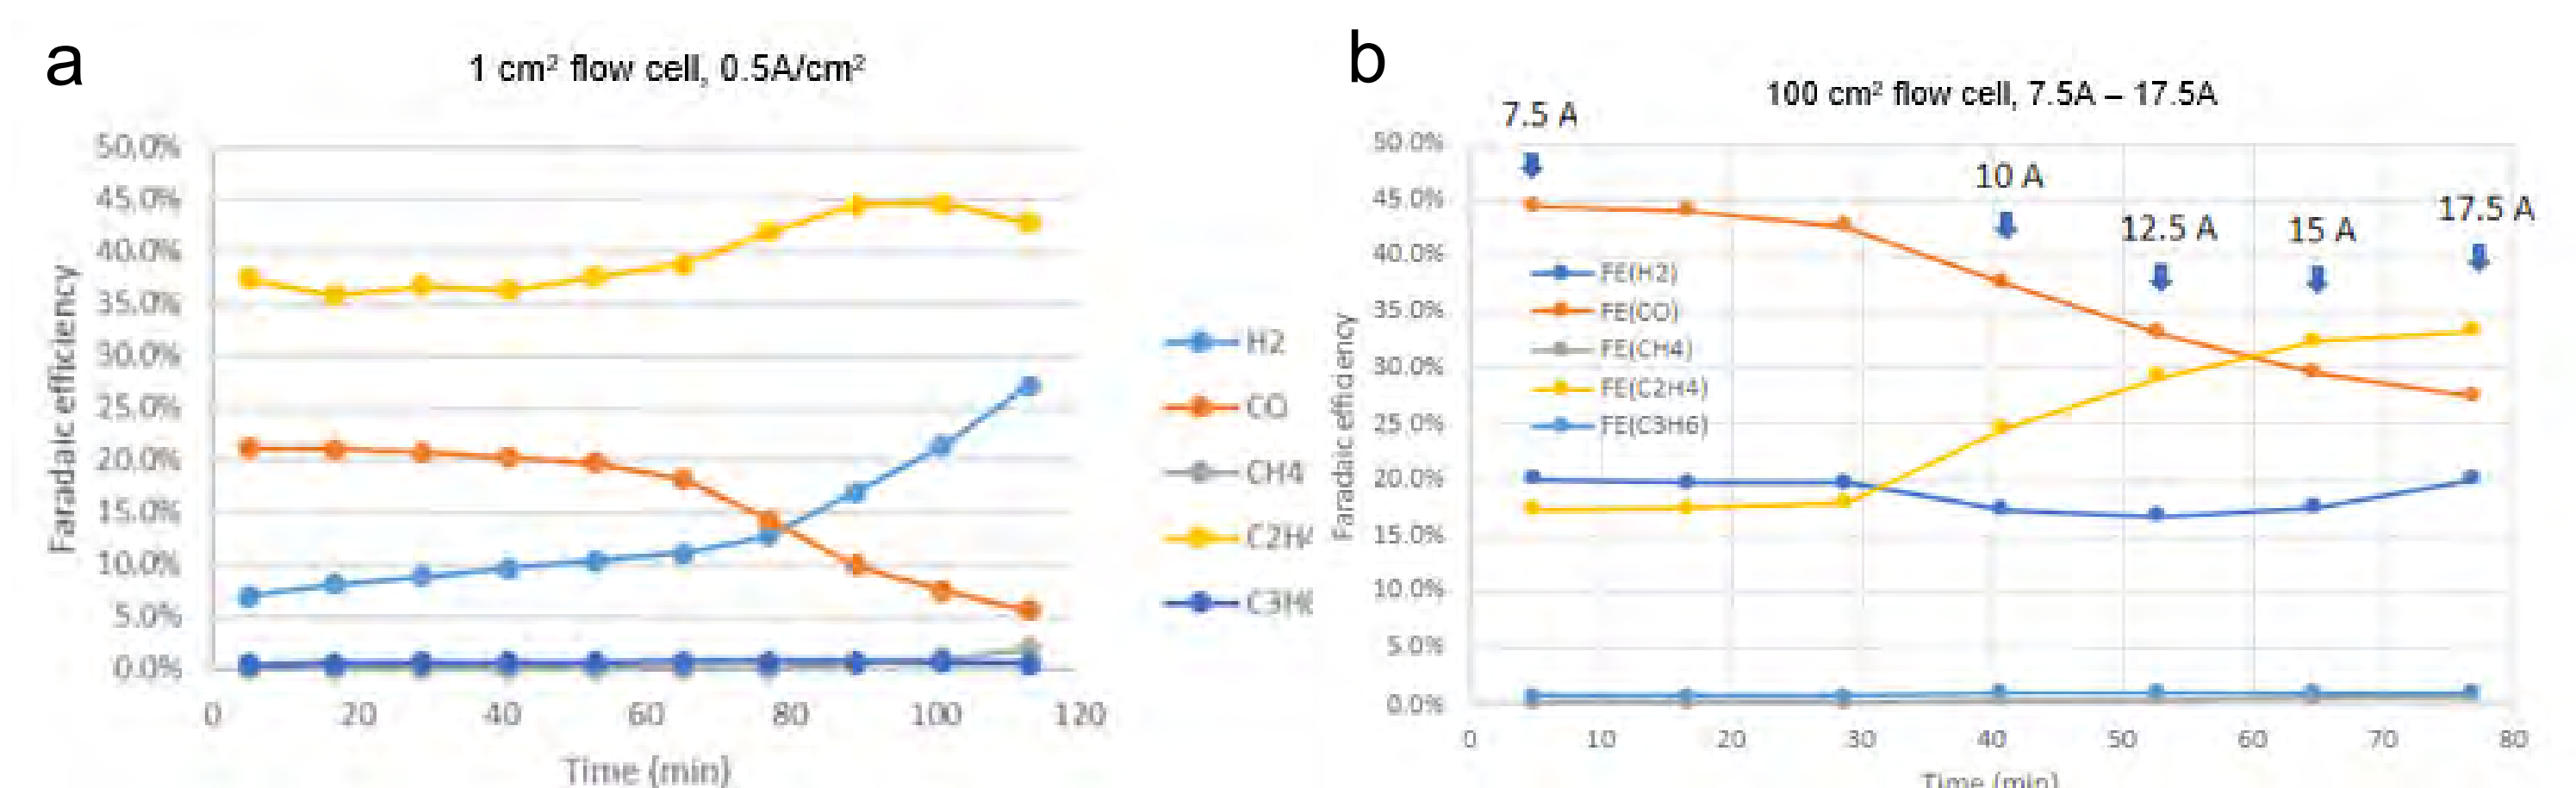 a
1 cm² flow cell, 0.5A/cm²
50.0%
45.0%
40.0%
35.0%
30.0%
25.0%
20.0%
15.0%
10.0%
5.0%
0.0%
Faradaic efficiency
0 20 40 60 80 100 120
Time (min)
H2
CO
CH4
C2H
C3H
b
100 cm² flow cell, 7.5A – 17.5A
7.5 A
10 A
12.5 A
15 A
17.5 A
50.0%
45.0%
40.0%
35.0%
30.0%
25.0%
20.0%
15.0%
10.0%
5.0%
0.0%
Faradaic efficiency
FE(H2)
FE(CO)
FE(CH4)
FE(C2H4)
FE(C3H6)
0 10 20 30 40 50 60 70 80
Time (min)